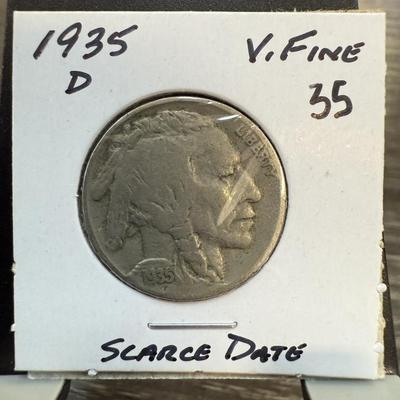 1935
D
V. FINE
35
LIBERTY
1935
SCARCE DATE